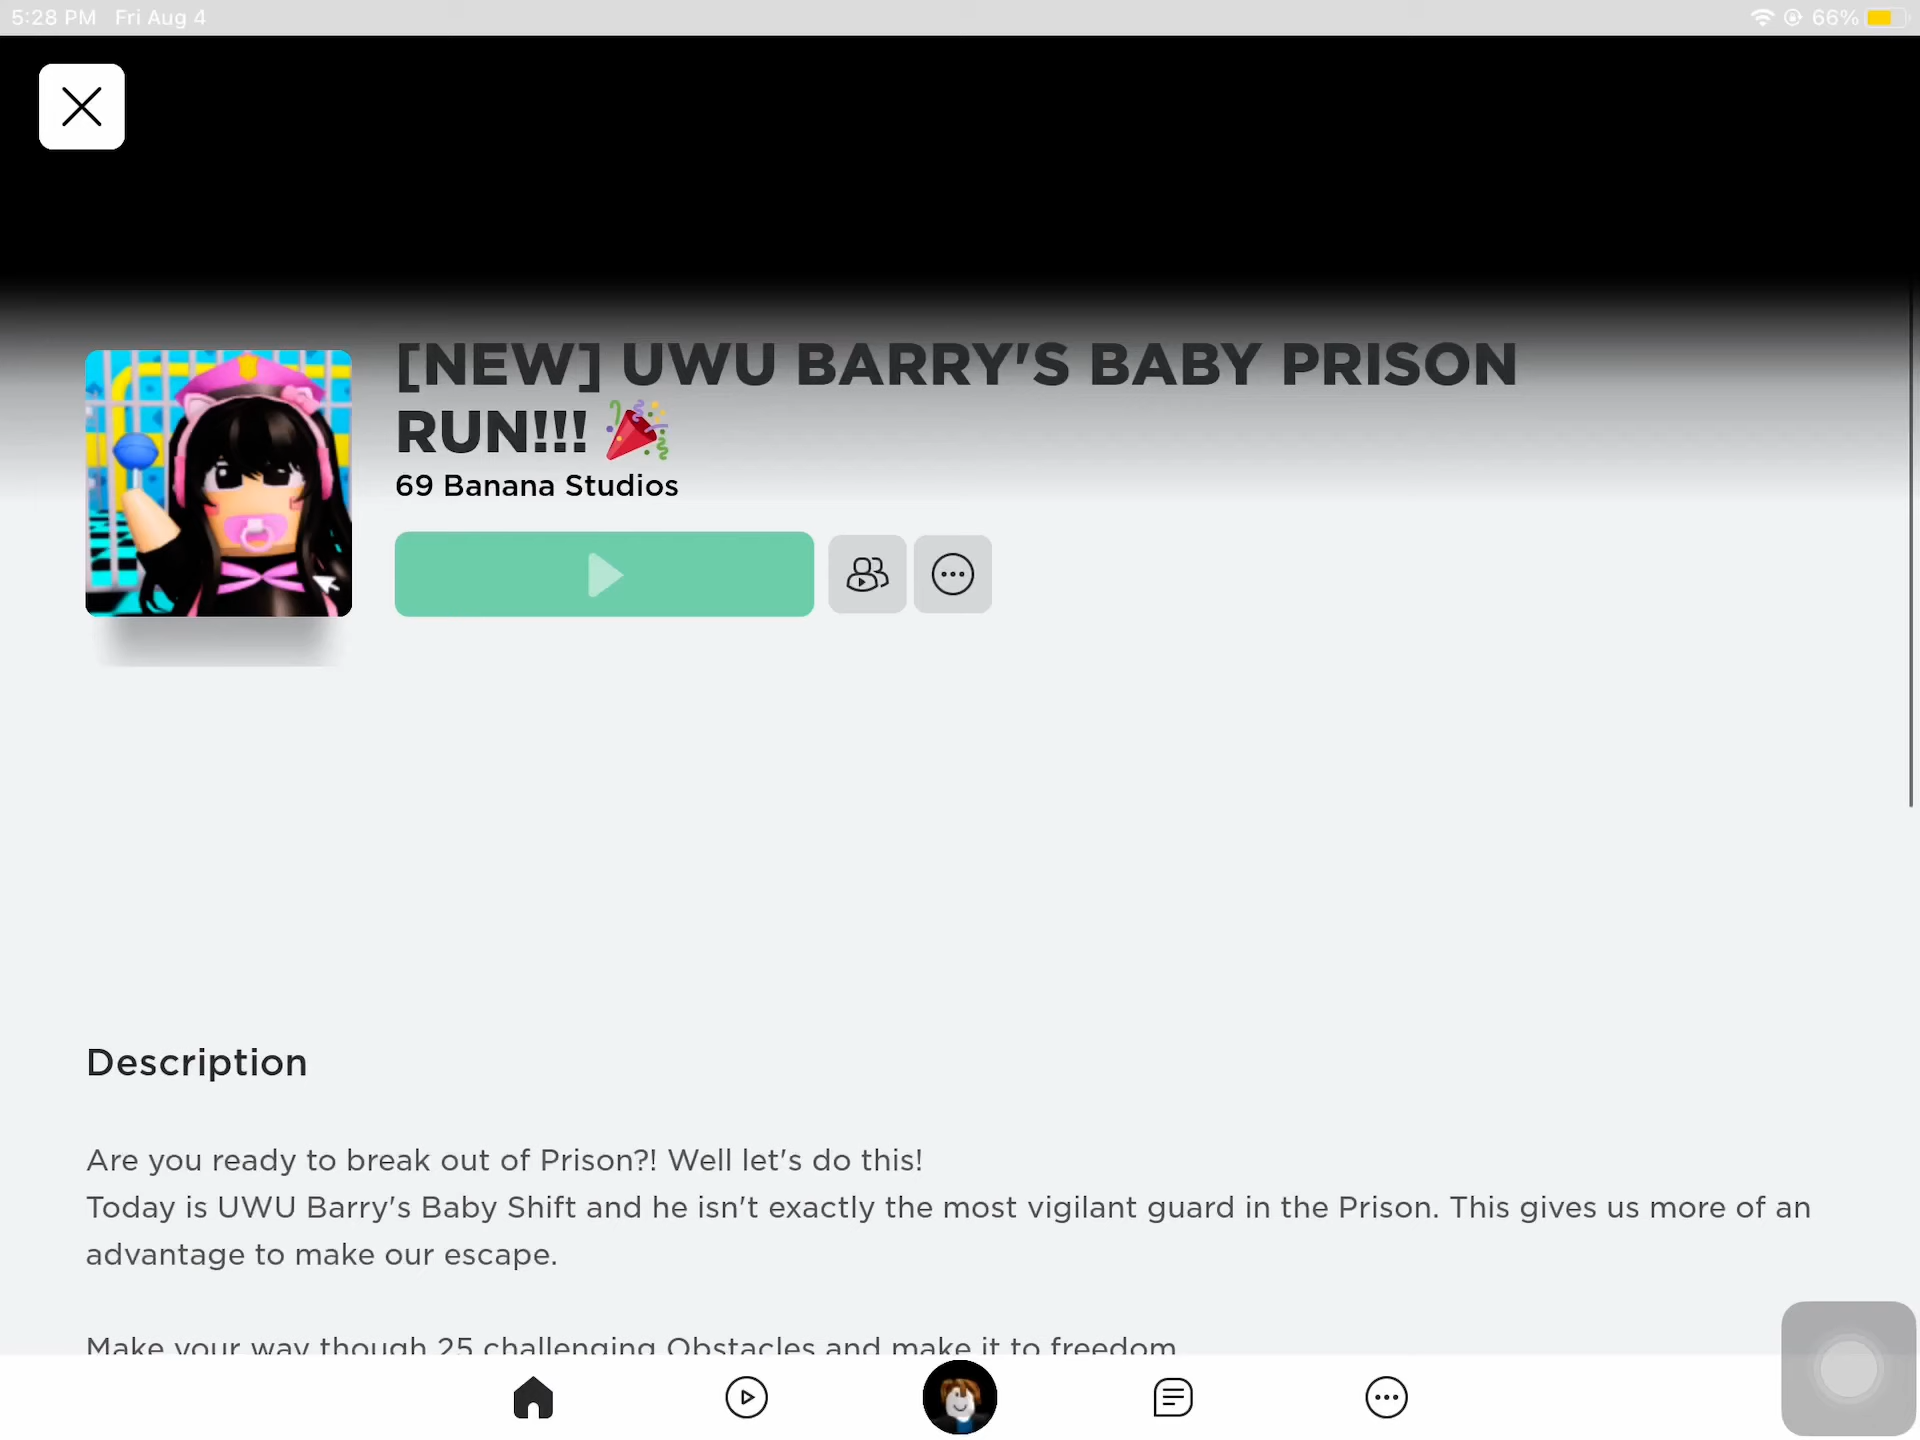 5:28 PM Fri Aug 4
66%
[NEW] UWU BARRY'S BABY PRISON
RUN!!! 🎉
69 Banana Studios
Description
Are you ready to break out of Prison?! Well let's do this!
Today is UWU Barry's Baby Shift and he isn't exactly the most vigilant guard in the Prison. This gives us more of an
advantage to make our escape.
Make your way though 25 challenging Obstacles and make it to freedom